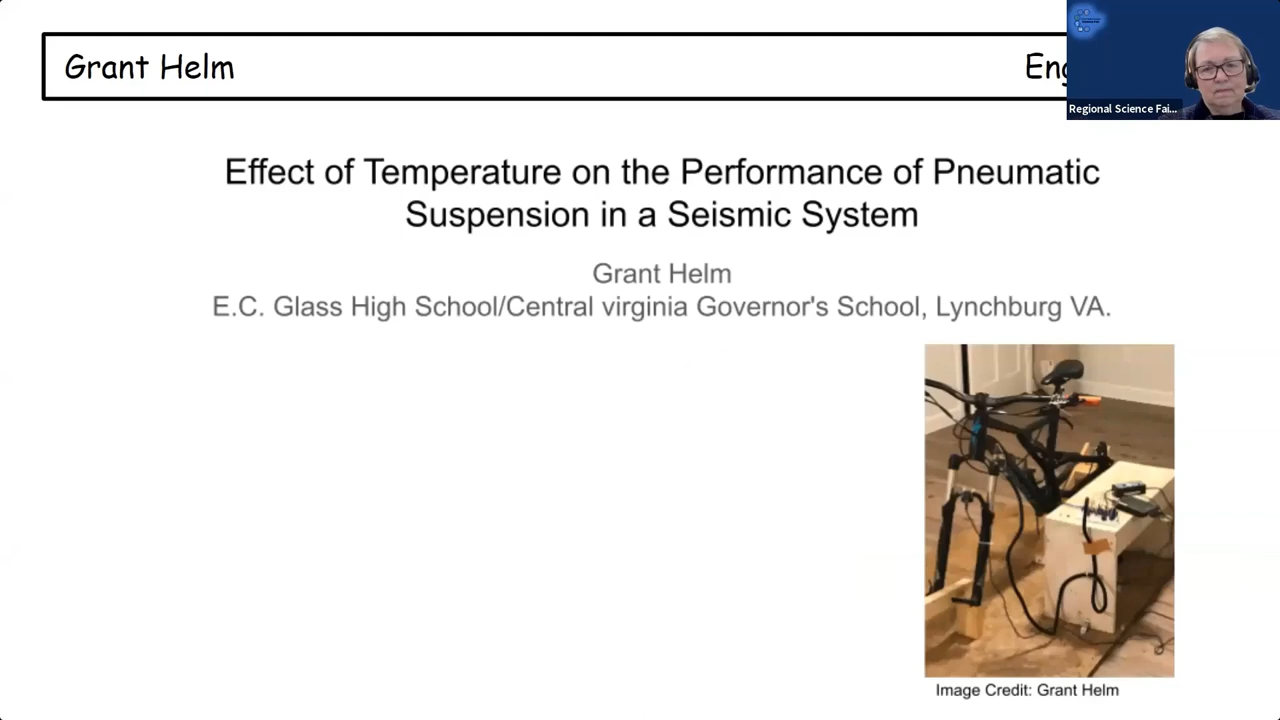 Grant Helm
Regional Science Fai...
Effect of Temperature on the Performance of Pneumatic
Suspension in a Seismic System
Grant Helm
E.C. Glass High School/Central virginia Governor's School, Lynchburg VA.
Image Credit: Grant Helm